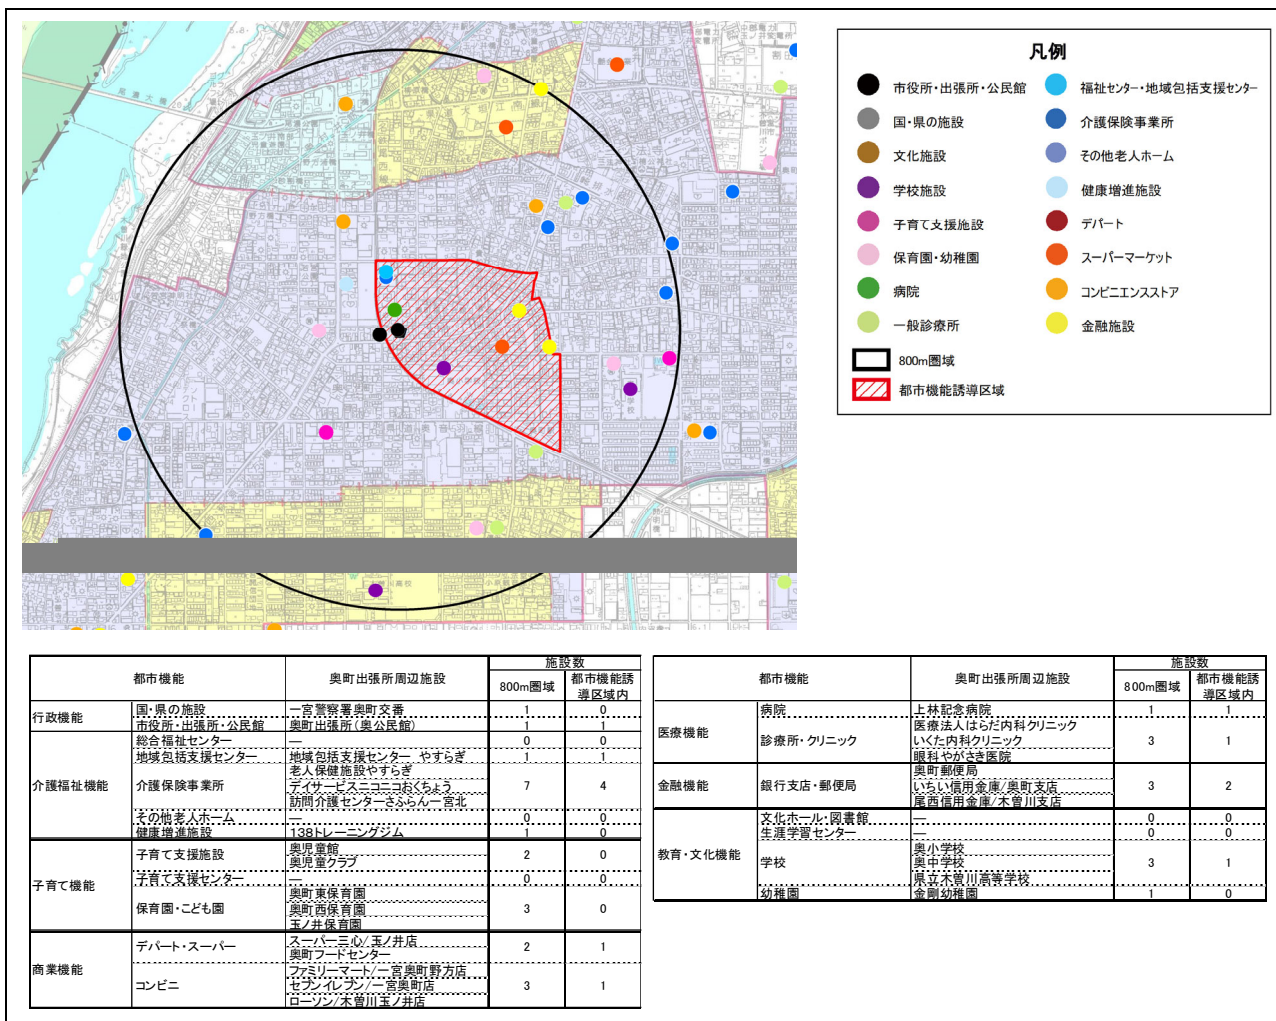 凡例
市役所・出張所・公民館
福祉センター・地域包括支援センター
国・県の施設
介護保険事業所
文化施設
その他老人ホーム
学校施設
健康増進施設
子育て支援施設
デパート
保育園・幼稚園
スーパーマーケット
病院
コンビニエンスストア
一般診療所
金融施設
800m圏域
都市機能誘導区域
都市機能 奥町出張所周辺施設 施設数
800m圏域 都市機能誘導区域内
行政機能 国・県の施設 一宮警察署奥町交番 1 0
市役所・出張所・公民館 奥町出張所(奥公民館) 1 1
介護福祉機能 総合福祉センター ― 0 0
地域包括支援センター 地域包括支援センター やすらぎ 1 1
介護保険事業所 老人保健施設やすらぎ 7 4
デイサービスニコニコおくちょう
訪問介護センターさふらん一宮北
その他老人ホーム ― 0 0
健康増進施設 138トレーニングジム 1 0
子育て機能 子育て支援施設 奥児童館 2 0
奥児童クラブ
子育て支援センター ― 0 0
保育園・こども園 奥町東保育園 3 0
奥町西保育園
玉ノ井保育園
商業機能 デパート・スーパー スーパー三心/玉ノ井店 2 1
奥町フードセンター
コンビニ ファミリーマート/一宮奥町野方店 3 1
セブンイレブン/一宮奥町店
ローソン/木曽川玉ノ井店
都市機能 奥町出張所周辺施設 施設数
800m圏域 都市機能誘導区域内
医療機能 病院 上林記念病院 1 1
診療所・クリニック 医療法人はらだ内科クリニック 3 1
いくた内科クリニック
眼科やがさき医院
金融機能 銀行支店・郵便局 奥町郵便局 3 2
いちい信用金庫/奥町支店
尾西信用金庫/木曽川支店
教育・文化機能 文化ホール・図書館 ― 0 0
生涯学習センター ― 0 0
学校 奥小学校 3 1
奥中学校
県立木曽川高等学校
幼稚園 金剛幼稚園 1 0